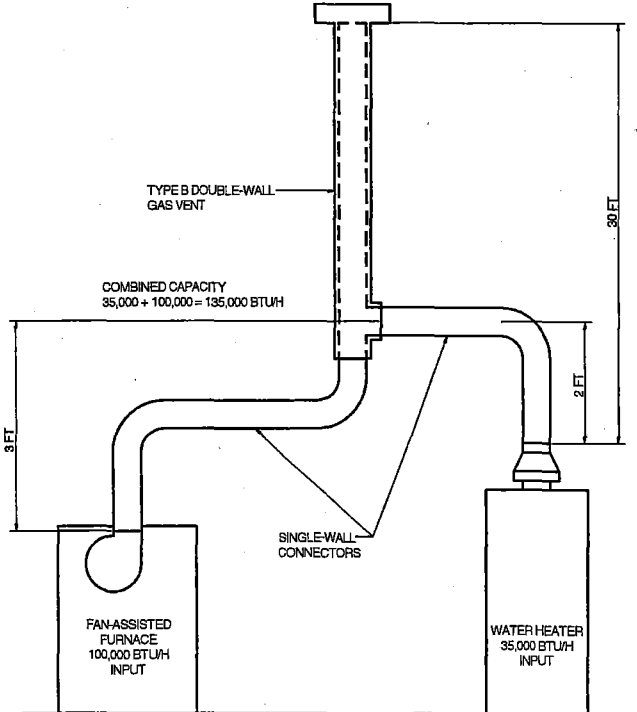 TYPE B DOUBLE-WALL
GAS VENT
30 FT
COMBINED CAPACITY
35,000 + 100,000 = 135,000 BTU/H
2 FT
3 FT
SINGLE-WALL
CONNECTORS
FAN-ASSISTED
FURNACE
100,000 BTU/H
INPUT
WATER HEATER
35,000 BTU/H
INPUT